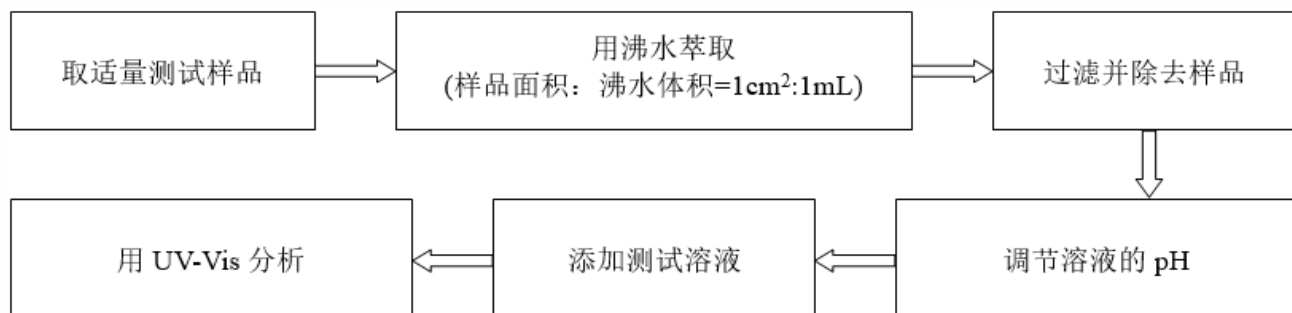 取适量测试样品
用沸水萃取
(样品面积：沸水体积=1cm²:1mL)
过滤并除去样品
调节溶液的 pH
添加测试溶液
用 UV-Vis 分析